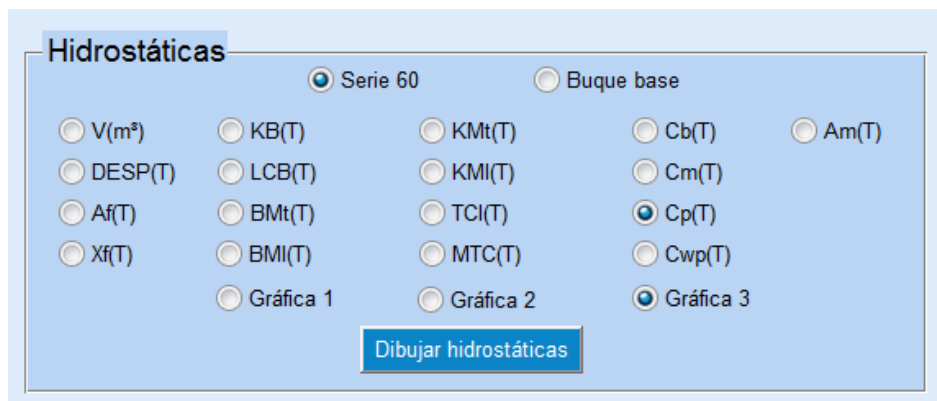 Hidrostáticas
Serie 60 Buque base
V(m³) KB(T) KMt(T) Cb(T) Am(T)
DESP(T) LCB(T) KMl(T) Cm(T)
Af(T) BMt(T) TCl(T) Cp(T)
Xf(T) BMl(T) MTC(T) Cwp(T)
Gráfica 1 Gráfica 2 Gráfica 3
Dibujar hidrostáticas